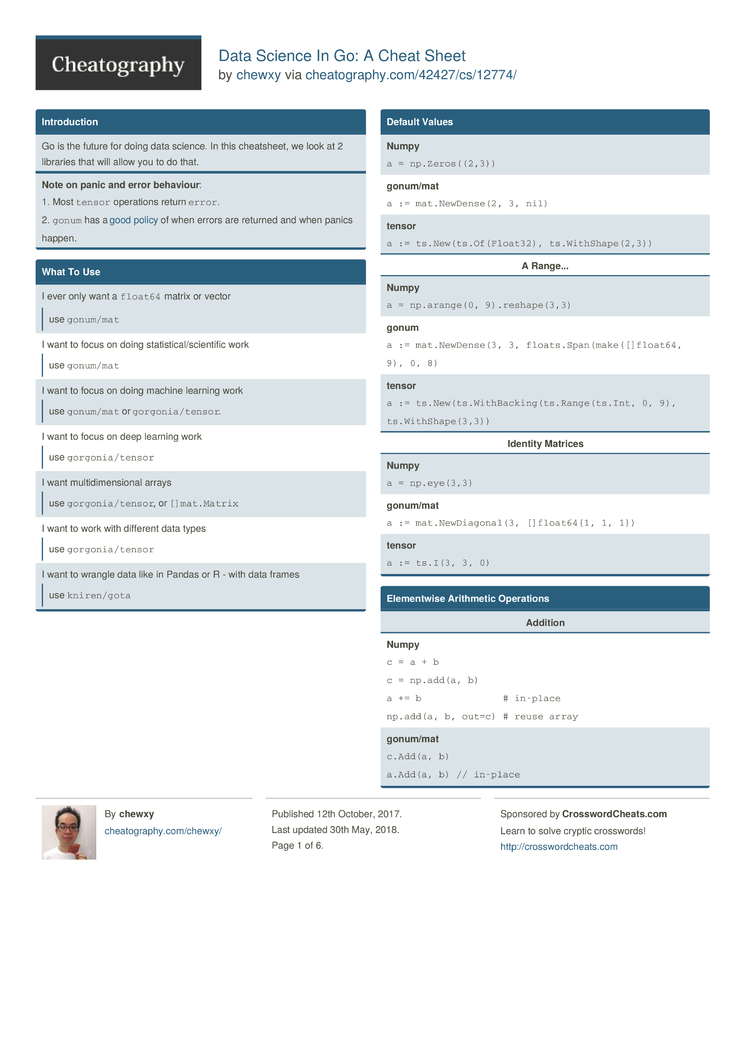 Cheatography
Data Science In Go: A Cheat Sheet
by chewxy via cheatography.com/42427/cs/12774/
Introduction
Go is the future for doing data science. In this cheatsheet, we look at 2
libraries that will allow you to do that.
Note on panic and error behaviour:
1. Most tensor operations return error.
2. gonum has a good policy of when errors are returned and when panics
happen.
What To Use
I ever only want a float64 matrix or vector
use gonum/mat
I want to focus on doing statistical/scientific work
use gonum/mat
I want to focus on doing machine learning work
use gonum/mat or gorgonia/tensor.
I want to focus on deep learning work
use gorgonia/tensor
I want multidimensional arrays
use gorgonia/tensor, or []mat.Matrix
I want to work with different data types
use gorgonia/tensor
I want to wrangle data like in Pandas or R - with data frames
use kniren/gota
Default Values
Numpy
a = np.Zeros((2,3))
gonum/mat
a := mat.NewDense(2, 3, nil)
tensor
a := ts.New(ts.Of(Float32), ts.WithShape(2,3))
A Range...
Numpy
a = np.arange(0, 9).reshape(3,3)
gonum
a := mat.NewDense(3, 3, floats.Span(make([]float64,
9), 0, 8)
tensor
a := ts.New(ts.WithBacking(ts.Range(ts.Int, 0, 9),
ts.WithShape(3,3))
Identity Matrices
Numpy
a = np.eye(3,3)
gonum/mat
a := mat.NewDiagonal(3, []float64{1, 1, 1})
tensor
a := ts.I(3, 3, 0)
Elementwise Arithmetic Operations
Addition
Numpy
c = a + b
c = np.add(a, b)
a += b # in-place
np.add(a, b, out=c) # reuse array
gonum/mat
c.Add(a, b)
a.Add(a, b) // in-place
By chewxy
cheatography.com/chewxy/
Published 12th October, 2017.
Last updated 30th May, 2018.
Page 1 of 6.
Sponsored by CrosswordCheats.com
Learn to solve cryptic crosswords!
http://crosswordcheats.com